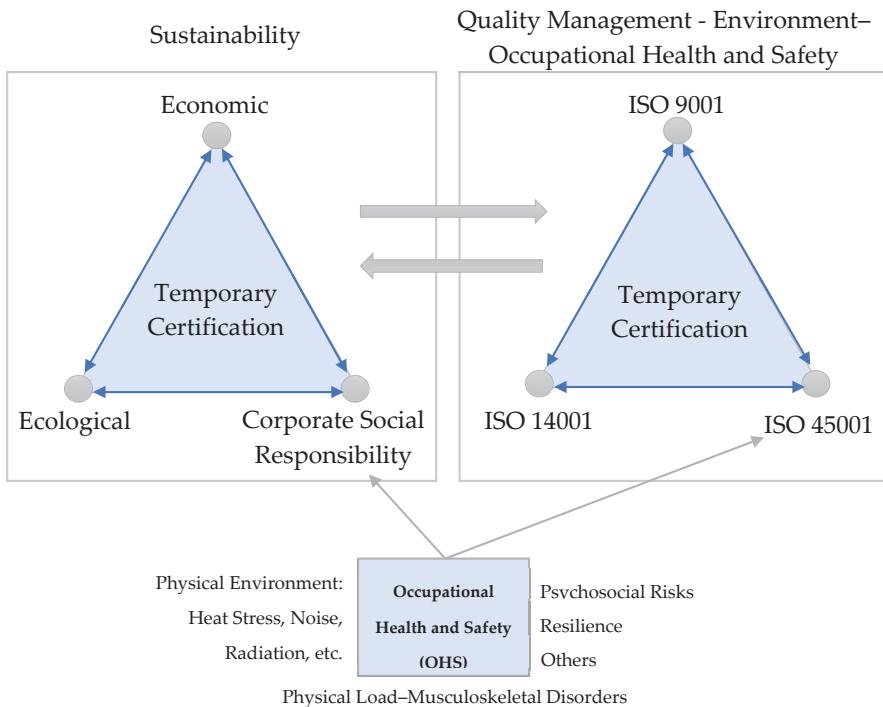 Sustainability
Quality Management - Environment–
Occupational Health and Safety
Economic
Temporary
Certification
Ecological
Corporate Social
Responsibility
ISO 9001
Temporary
Certification
ISO 14001
ISO 45001
Physical Environment:
Heat Stress, Noise,
Radiation, etc.
Occupational
Health and Safety
(OHS)
Psychosocial Risks
Resilience
Others
Physical Load–Musculoskeletal Disorders